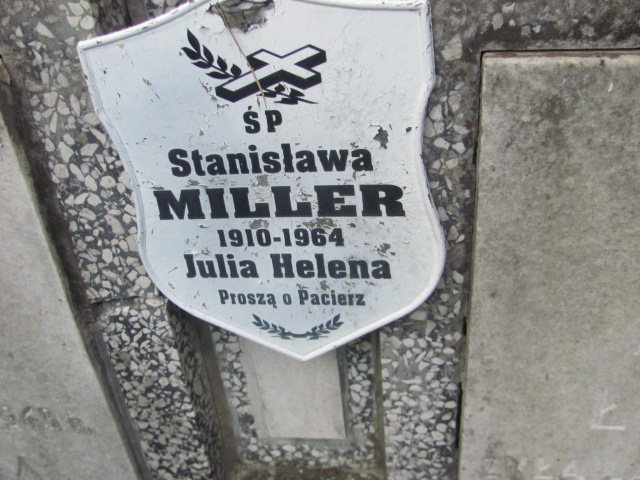 ŚP
Stanisława
MILLER
1910-1964
Julia Helena
Proszą o Pacierz